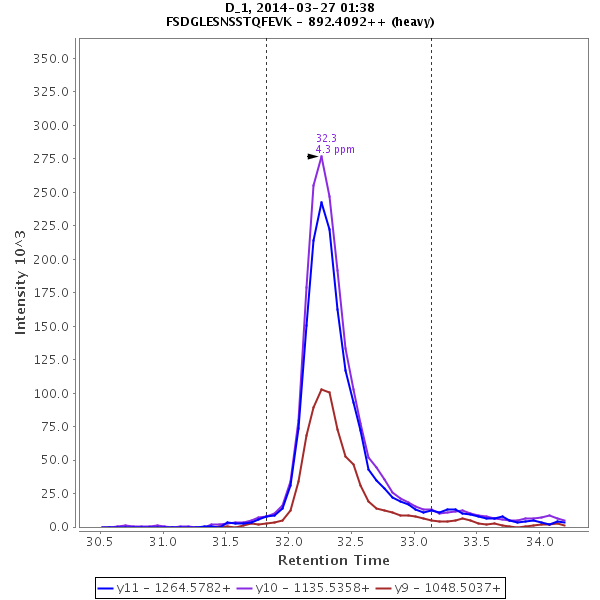 D_1, 2014-03-27 01:38
FSDGLESNSSTQFEVK - 892.4092++ (heavy)
350.0
325.0
300.0
275.0
250.0
225.0
200.0
175.0
150.0
125.0
100.0
75.0
50.0
25.0
0.0
Intensity 10^3
32.3
4.3 ppm
30.5 31.0 31.5 32.0 32.5 33.0 33.5 34.0
Retention Time
y11 - 1264.5782+ y10 - 1135.5358+ y9 - 1048.5037+